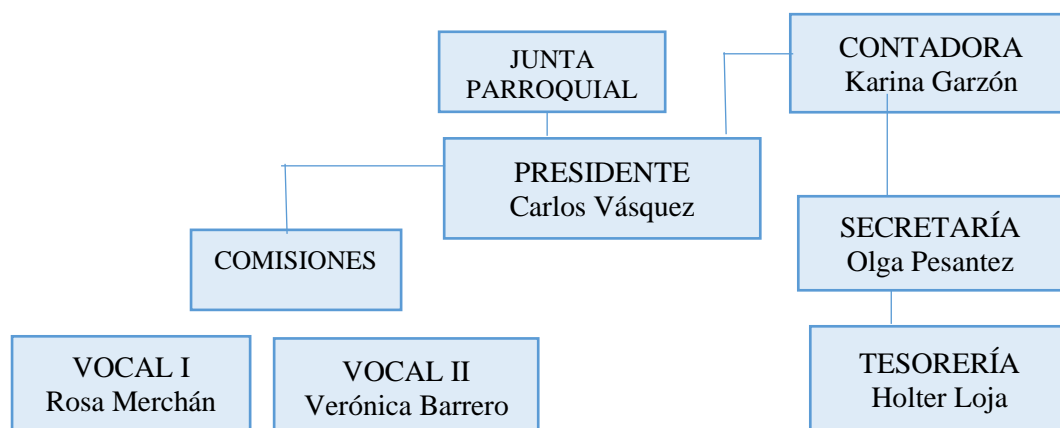 JUNTA
PARROQUIAL
CONTADORA
Karina Garzón
PRESIDENTE
Carlos Vásquez
COMISIONES
SECRETARÍA
Olga Pesantez
VOCAL I
Rosa Merchán
VOCAL II
Verónica Barrero
TESORERÍA
Holter Loja